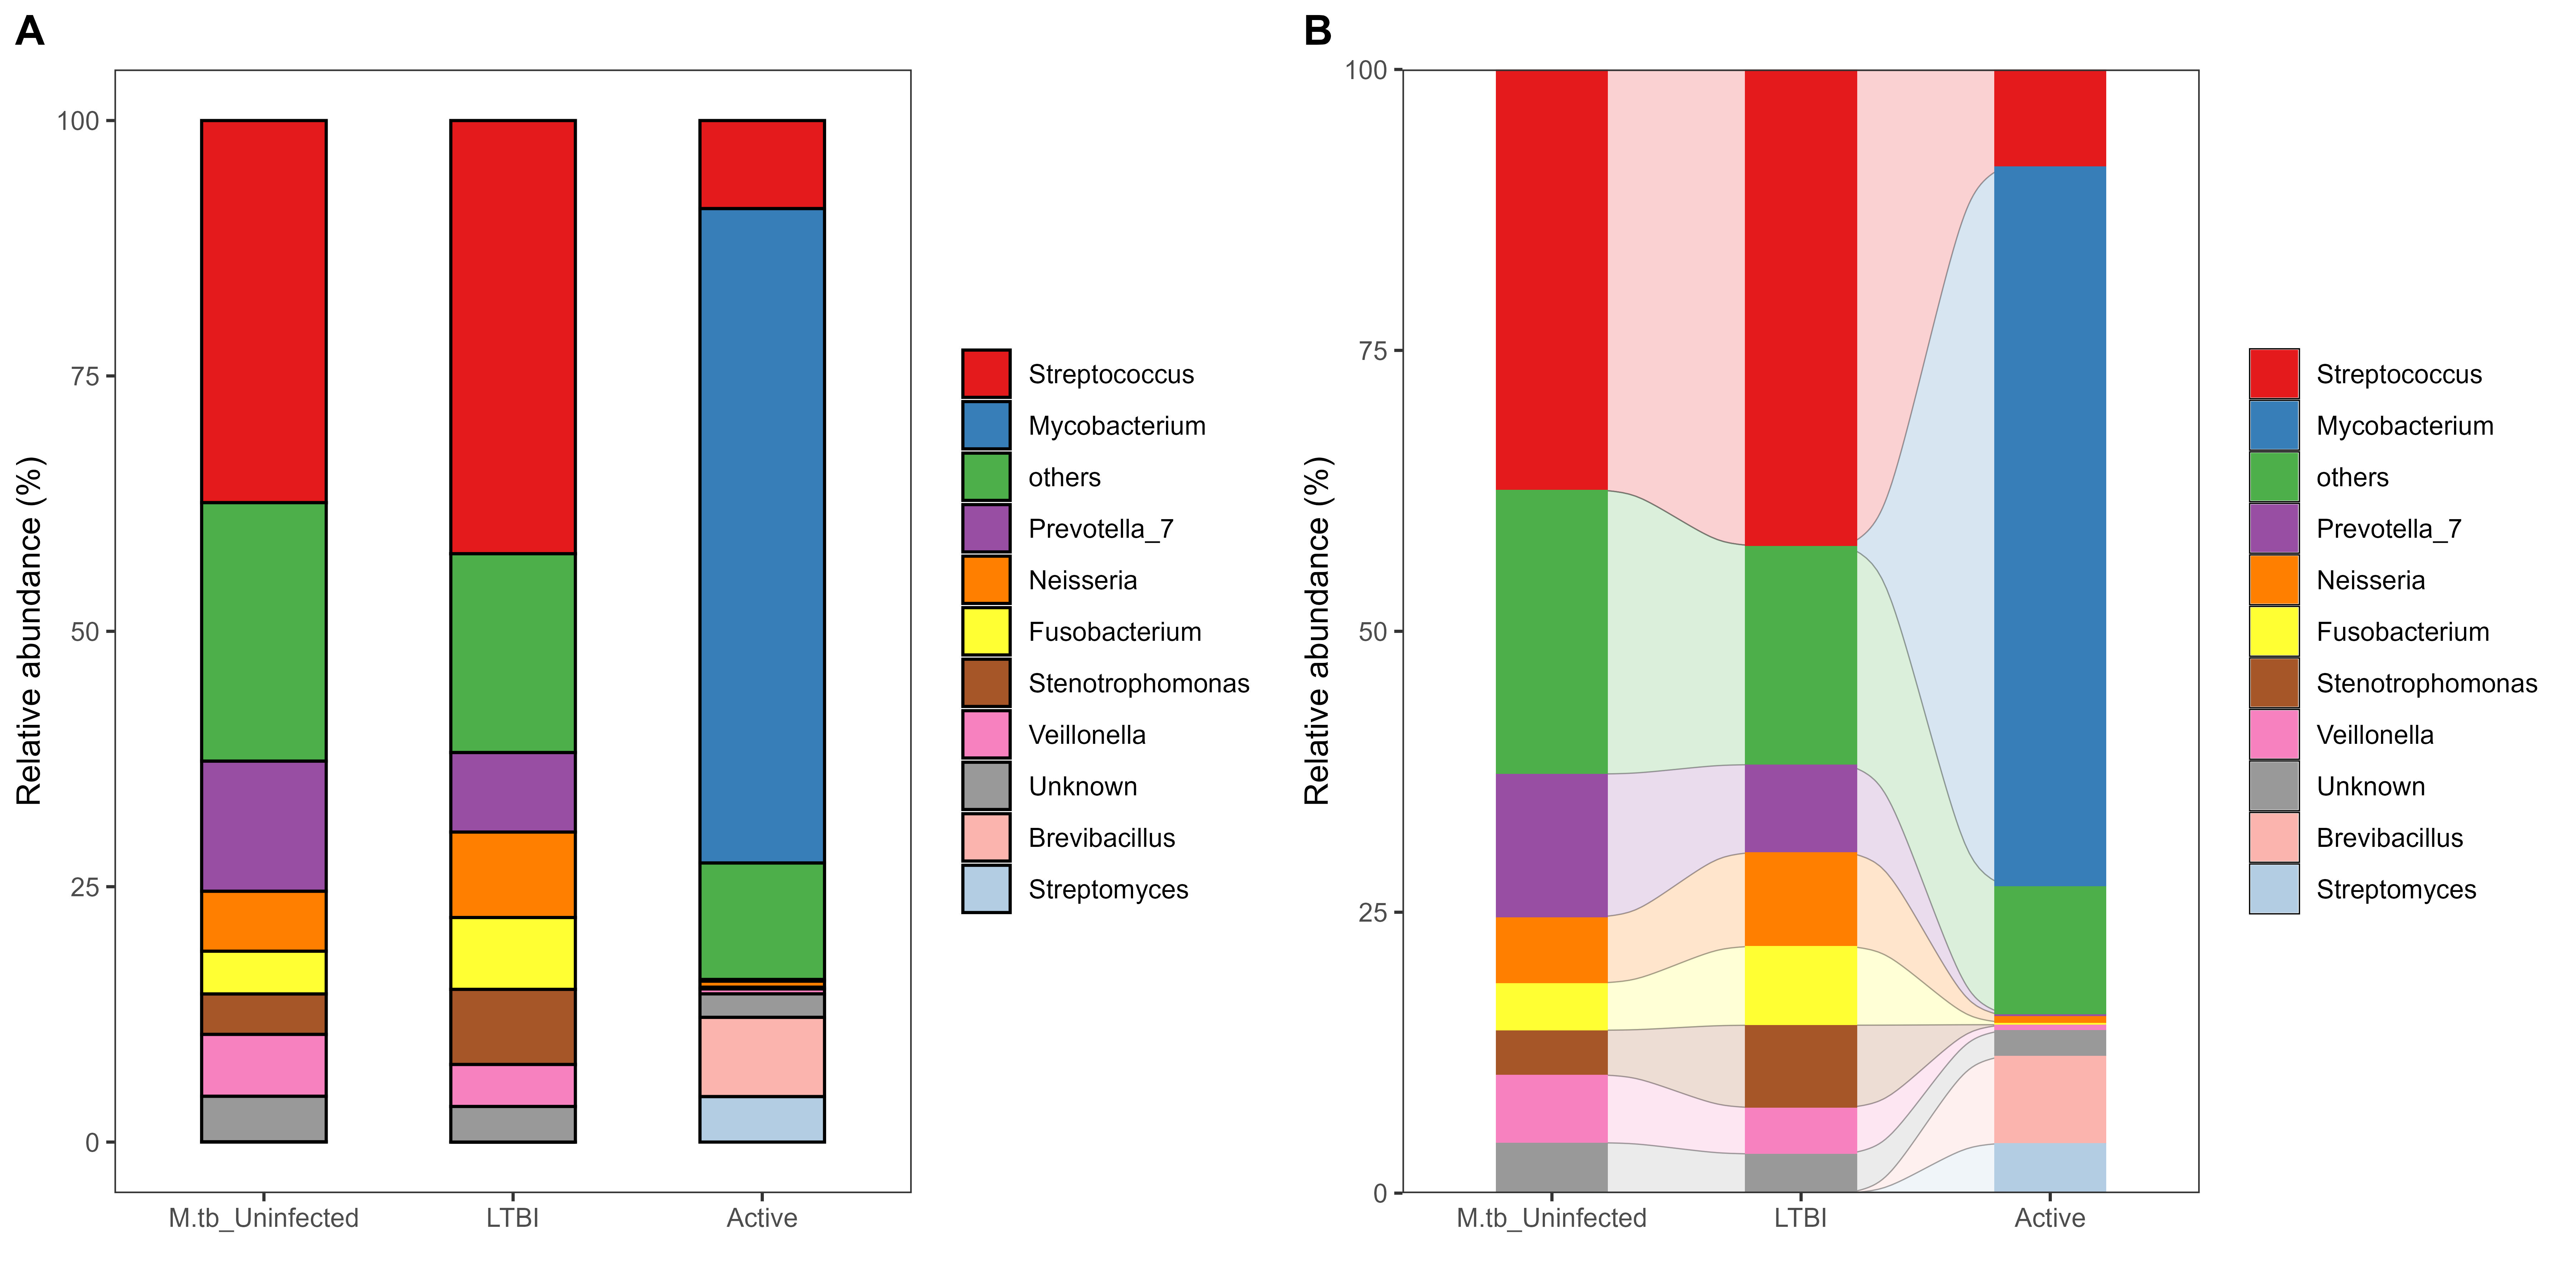 A
Relative abundance (%)
100
75
50
25
0
M.tb_Uninfected
LTBI
Active
Streptococcus
Mycobacterium
others
Prevotella_7
Neisseria
Fusobacterium
Stenotrophomonas
Veillonella
Unknown
Brevibacillus
Streptomyces
B
Relative abundance (%)
100
75
50
25
0
M.tb_Uninfected
LTBI
Active
Streptococcus
Mycobacterium
others
Prevotella_7
Neisseria
Fusobacterium
Stenotrophomonas
Veillonella
Unknown
Brevibacillus
Streptomyces